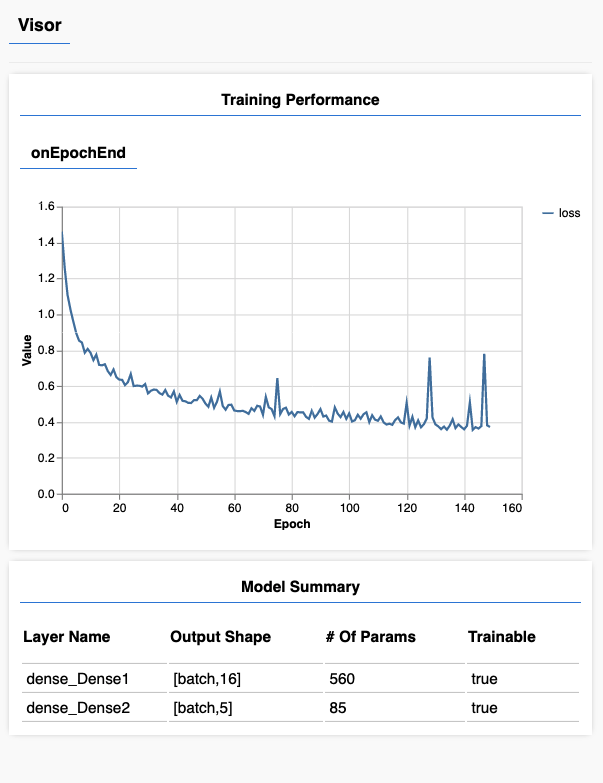 Visor
Training Performance
onEpochEnd
1.6
1.4
1.2
1.0
0.8
0.6
0.4
0.2
0.0
Value
0 20 40 60 80 100 120 140 160
Epoch
loss
Model Summary
Layer Name Output Shape # Of Params Trainable
dense_Dense1 [batch,16] 560 true
dense_Dense2 [batch,5] 85 true